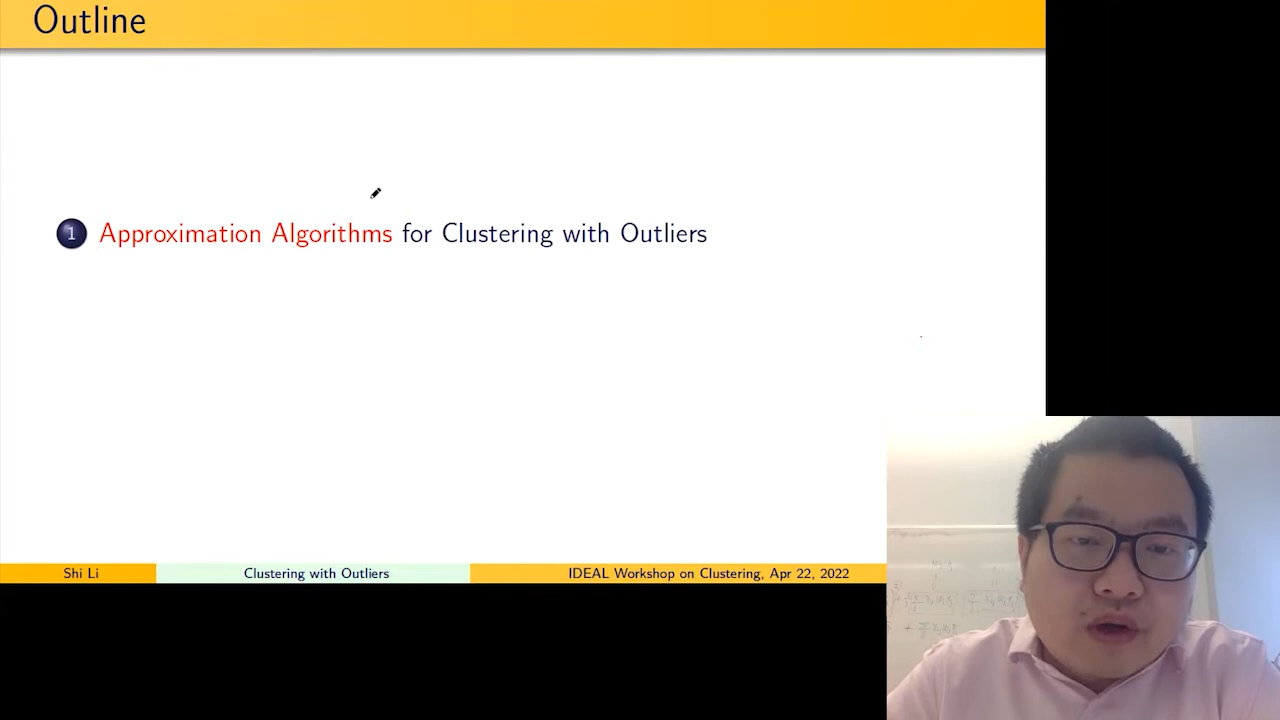 Outline
1 Approximation Algorithms for Clustering with Outliers
Shi Li Clustering with Outliers IDEAL Workshop on Clustering, Apr 22, 2022